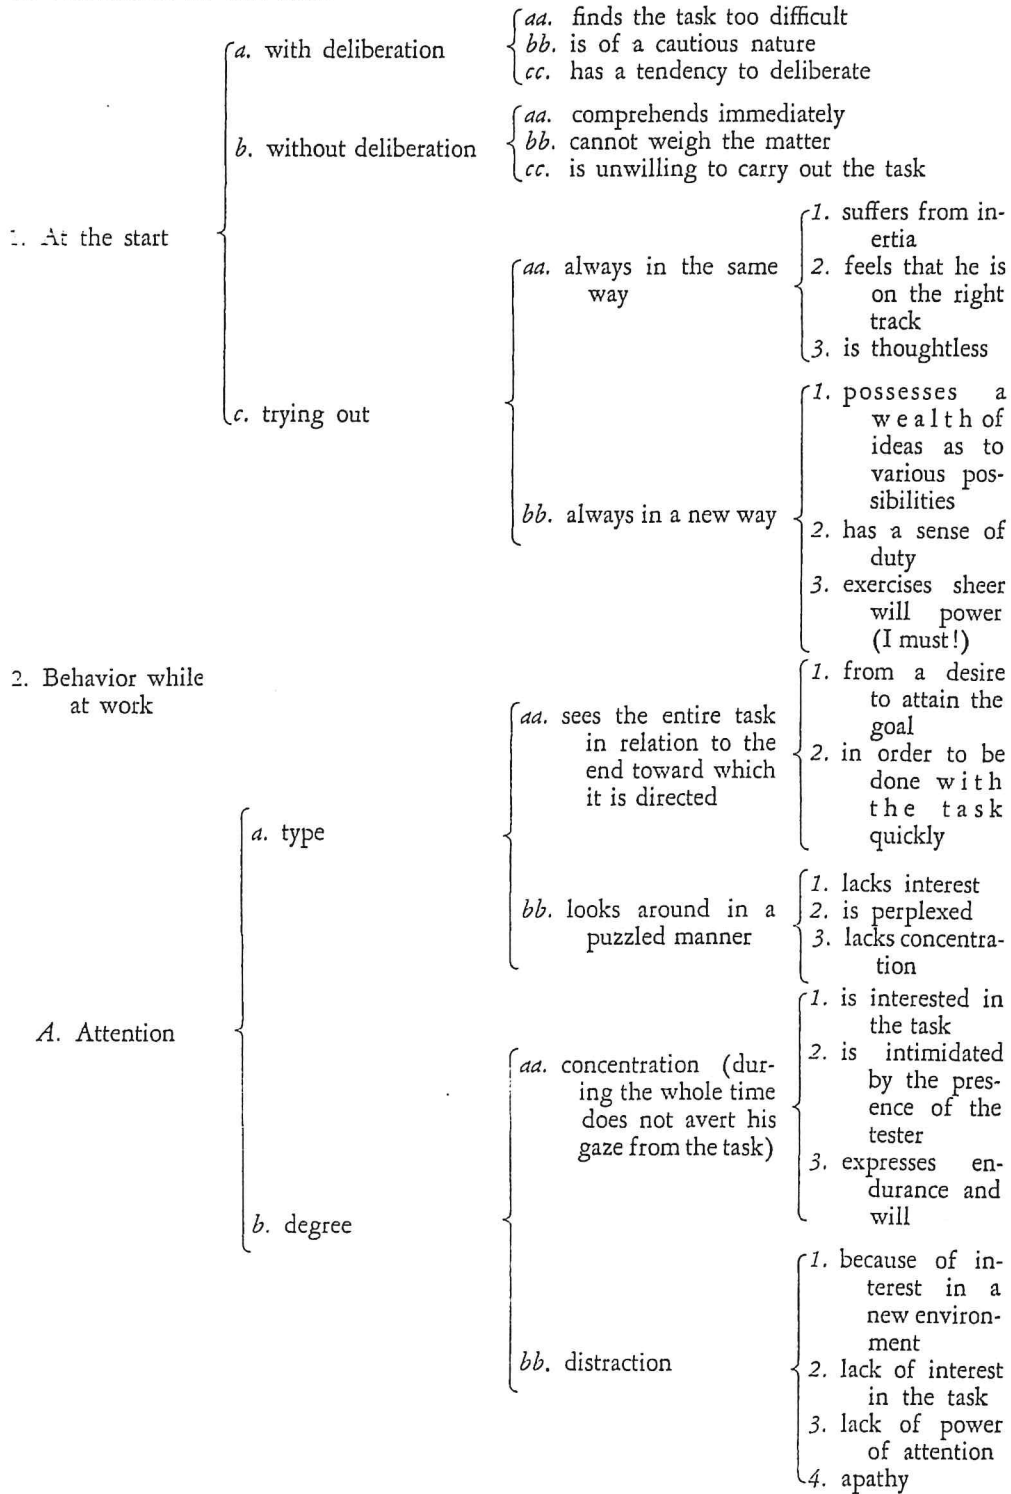 a. with deliberation
aa. finds the task too difficult
bb. is of a cautious nature
cc. has a tendency to deliberate
b. without deliberation
aa. comprehends immediately
bb. cannot weigh the matter
cc. is unwilling to carry out the task
1. At the start
c. trying out
aa. always in the same
way
1. suffers from in-
ertia
2. feels that he is
on the right
track
3. is thoughtless
bb. always in a new way
1. possesses a
wealth of
ideas as to
various pos-
sibilities
2. has a sense of
duty
3. exercises sheer
will power
(I must!)
2. Behavior while
at work
A. Attention
a. type
aa. sees the entire task
in relation to the
end toward which
it is directed
1. from a desire
to attain the
goal
2. in order to be
done with
the task
quickly
bb. looks around in a
puzzled manner
1. lacks interest
2. is perplexed
3. lacks concentra-
tion
b. degree
aa. concentration (dur-
ing the whole time
does not avert his
gaze from the task)
1. is interested in
the task
2. is intimidated
by the pres-
ence of the
tester
3. expresses en-
durance and
will
bb. distraction
1. because of in-
terest in a
new environ-
ment
2. lack of interest
in the task
3. lack of power
of attention
4. apathy